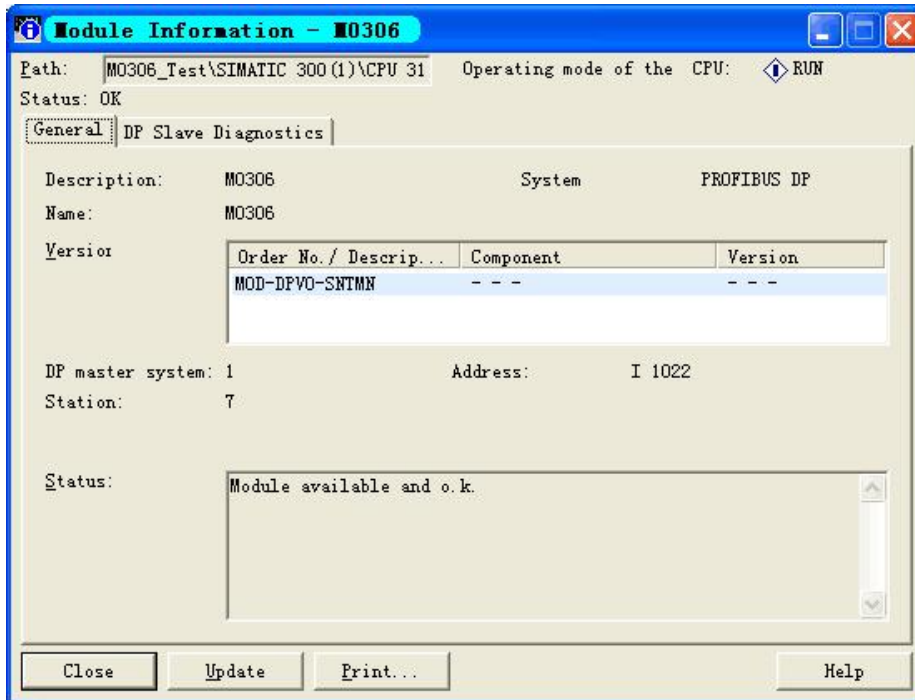 Module Information - M0306
Path: M0306_Test\SIMATIC 300(1)\CPU 31 Operating mode of the CPU: RUN
Status: OK
General DP Slave Diagnostics
Description: M0306 System PROFIBUS DP
Name: M0306
Version
Order No./ Descrip... Component Version
MOD-DPV0-SNTMN - - - - - -
DP master system: 1 Address: I 1022
Station: 7
Status: Module available and o.k.
Close Update Print... Help